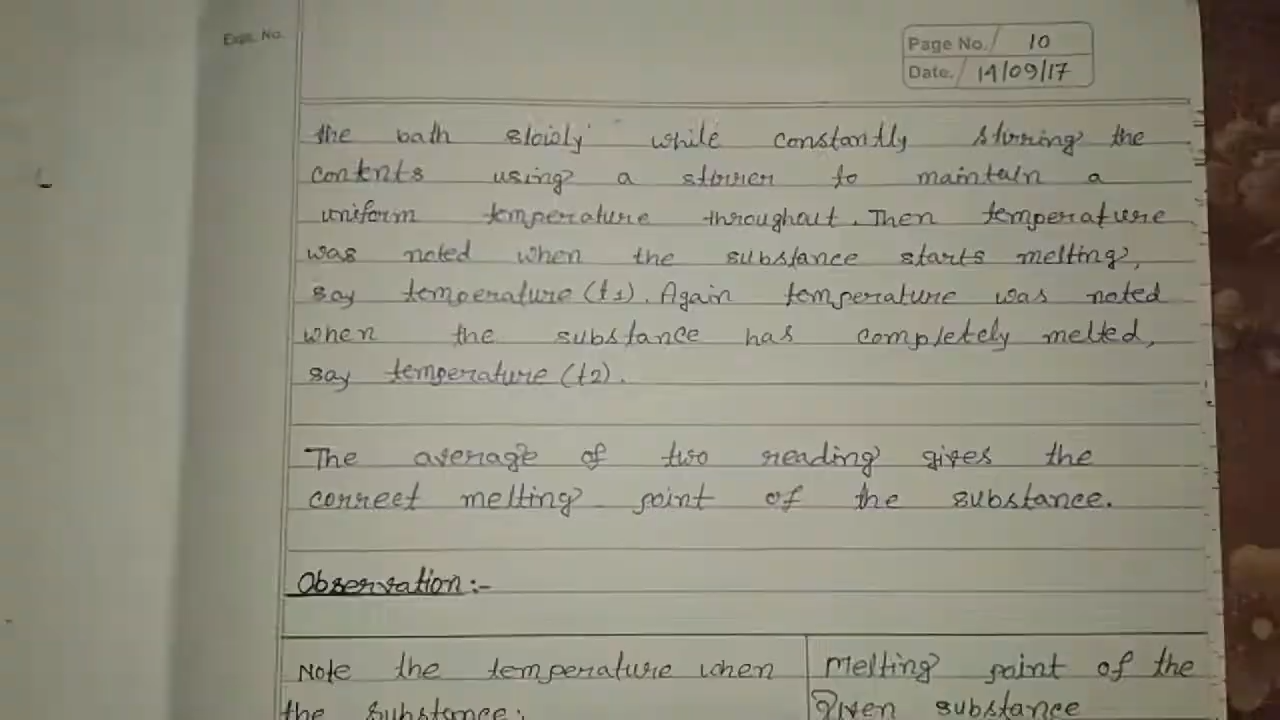 Expt. No.
Page No. 10
Date. 14/09/17
the bath slowly while constantly stirring the
contents using a stirrer to maintain a
uniform temperature throughout. Then temperature
was noted when the substance starts melting,
say temperature (t1). Again temperature was noted
when the substance has completely melted,
say temperature (t2).
The average of two reading gives the
correct melting point of the substance.
Observation :-
Note the temperature when
the substance:
Melting point of the
given substance